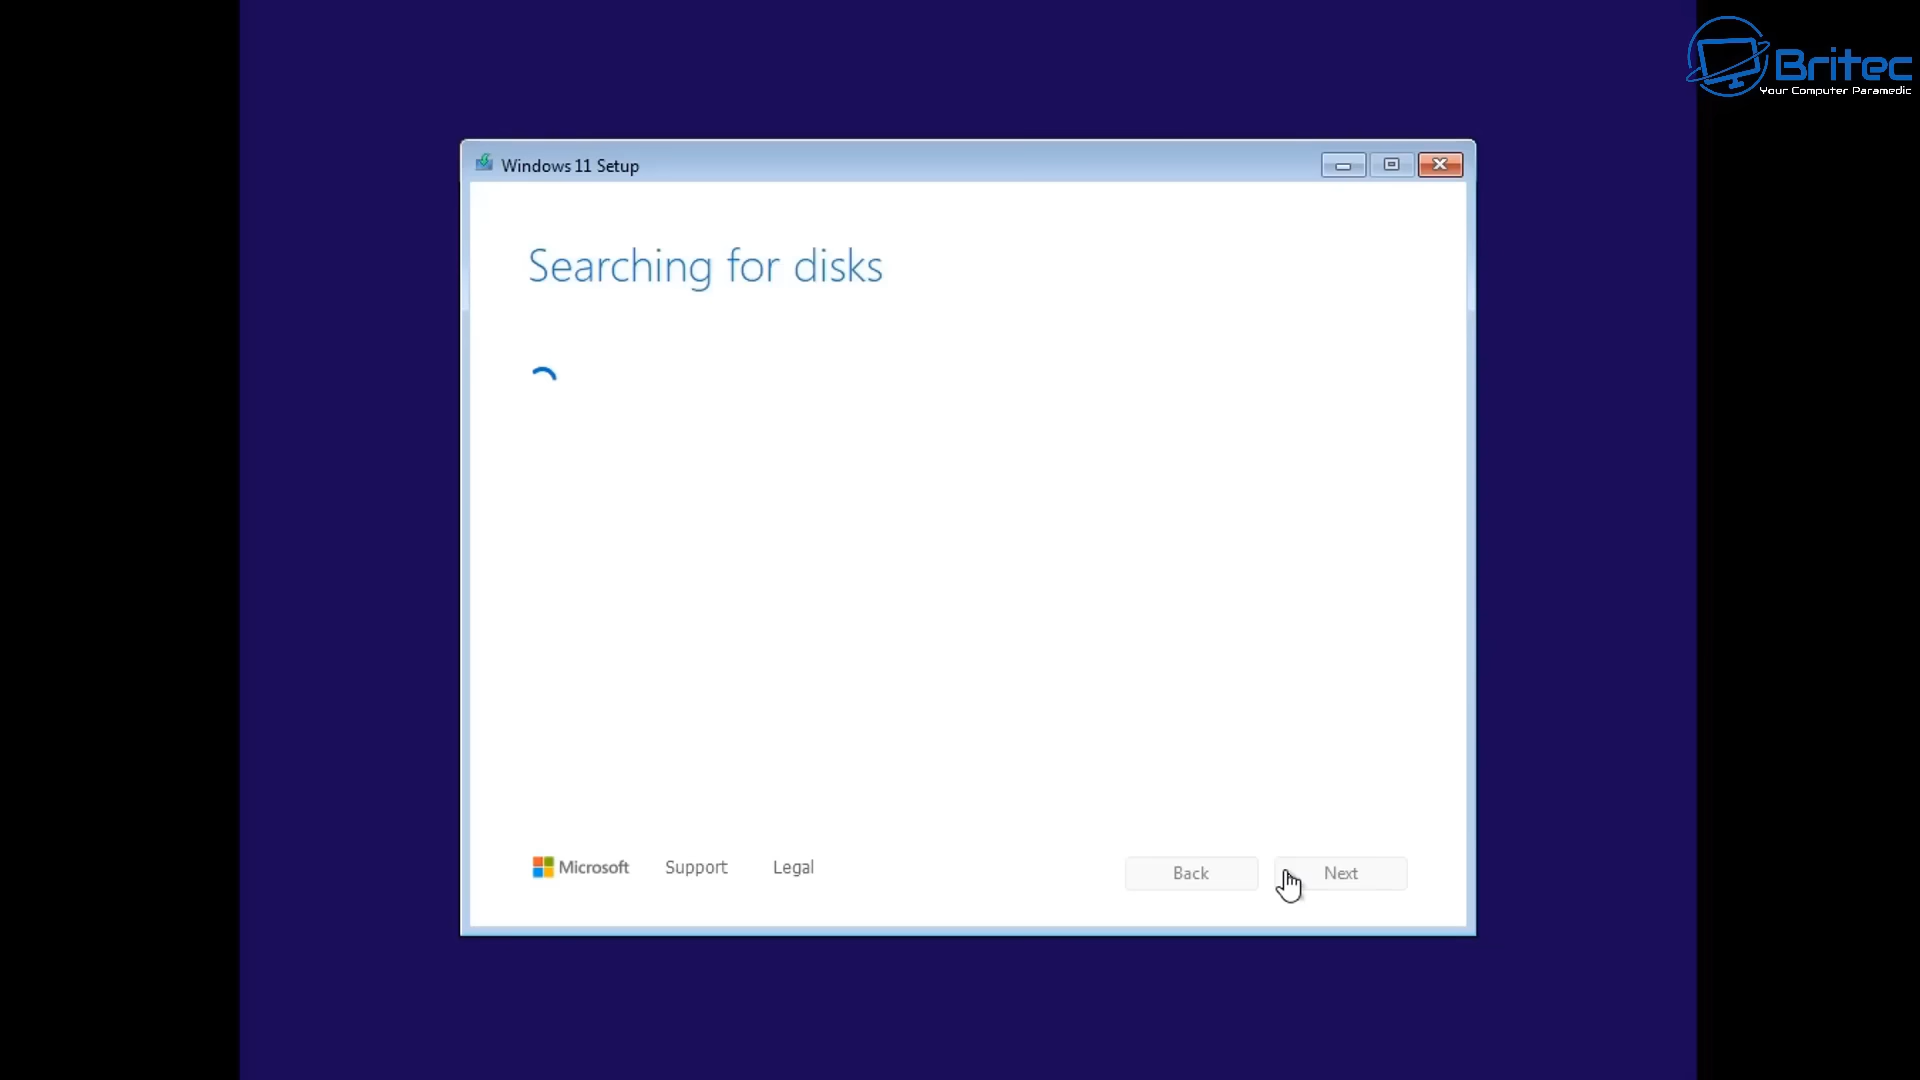 Britec
Your Computer Paramedic
Windows 11 Setup
Searching for disks
Microsoft
Support
Legal
Back
Next